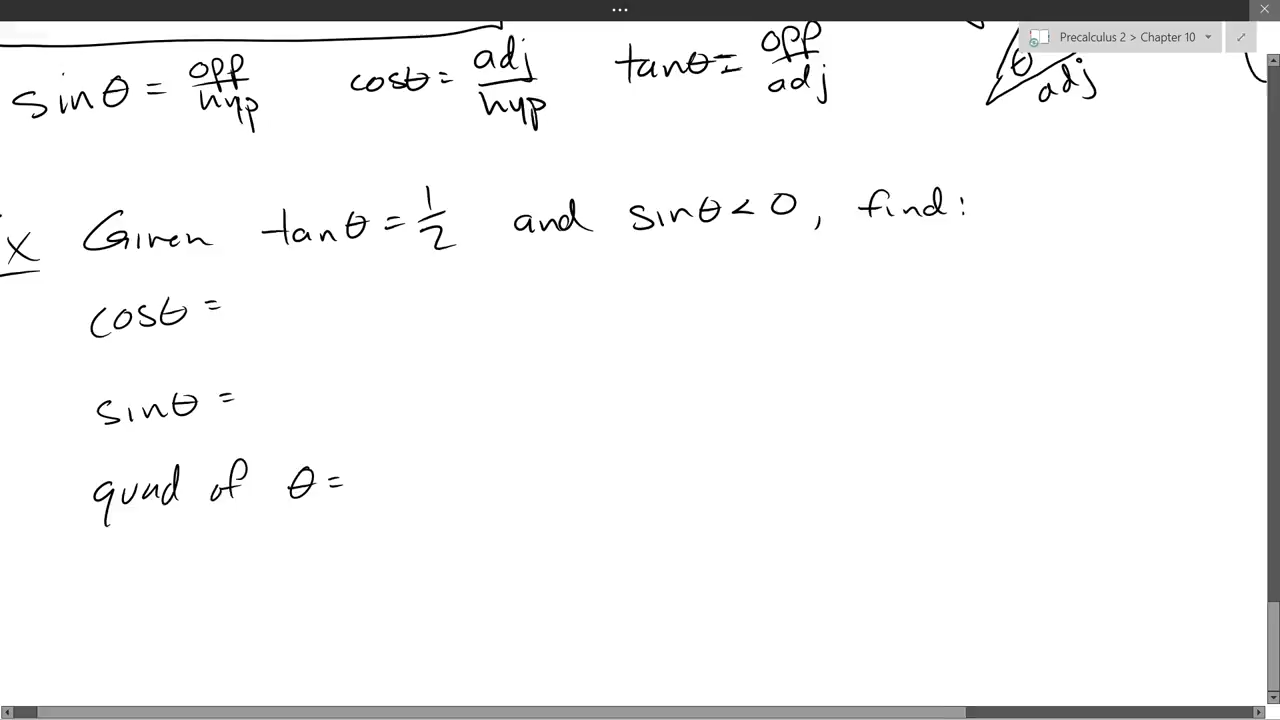 Precalculus 2 > Chapter 10
sinθ = opp/hyp cosθ = adj/hyp tanθ = opp/adj θ adj
Ex Given tanθ = 1/2 and sinθ < 0, find:
cosθ =
sinθ =
quad of θ =